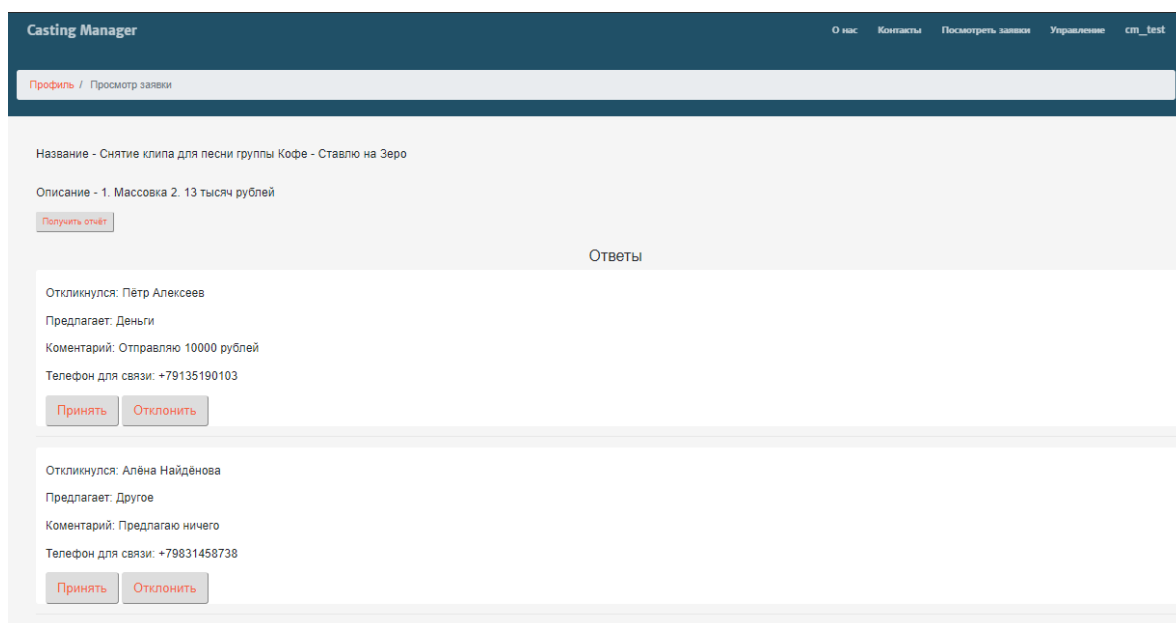 Casting Manager
О нас Контакты Посмотреть заявки Управление cm_test
Профиль / Просмотр заявки
Название - Снятие клипа для песни группы Кофе - Ставлю на Зеро
Описание - 1. Массовка 2. 13 тысяч рублей
Получить отчёт
Ответы
Откликнулся: Пётр Алексеев
Предлагает: Деньги
Коментарий: Отправляю 10000 рублей
Телефон для связи: +79135190103
Принять Отклонить
Откликнулся: Алёна Найдёнова
Предлагает: Другое
Коментарий: Предлагаю ничего
Телефон для связи: +79831458738
Принять Отклонить